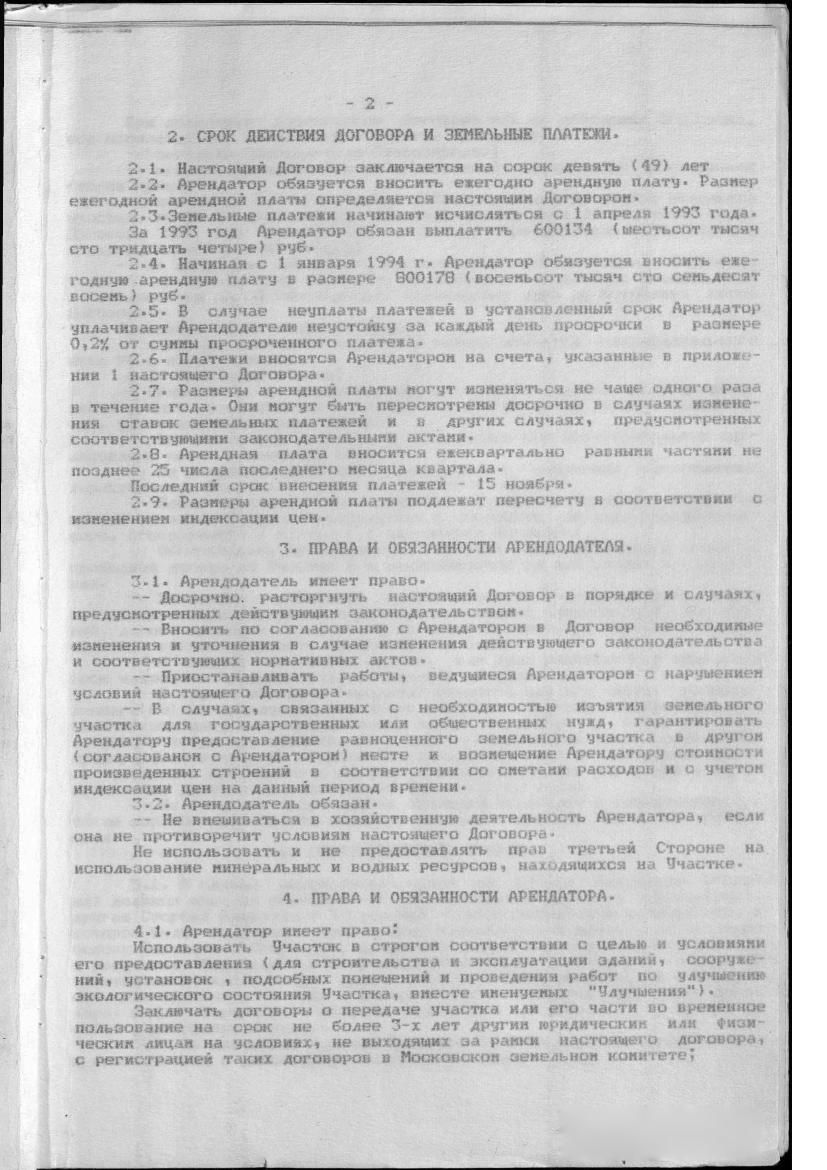 - 2 -
2. СРОК ДЕЙСТВИЯ ДОГОВОРА И ЗЕМЕЛЬНЫЕ ПЛАТЕЖИ.
2.1. Настоящий Договор заключается на сорок девять (49) лет
2.2. Арендатор обязуется вносить ежегодно арендную плату. Размер
ежегодной арендной платы определяется настоящим Договором.
2.3.Земельные платежи начинают исчисляться с 1 апреля 1993 года.
За 1993 год Арендатор обязан выплатить 600134 (шестьсот тысяч
сто тридцать четыре) руб.
2.4. Начиная с 1 января 1994 г. Арендатор обязуется вносить еже-
годную арендную плату в размере 800178 (восемьсот тысяч сто семьдесят
восемь) руб.
2.5. В случае неуплаты платежей в установленный срок Арендатор
уплачивает Арендодателю неустойку за каждый день просрочки в размере
0,2% от суммы просроченного платежа.
2.6. Платежи вносятся Арендатором на счета, указанные в приложе-
нии 1 настоящего Договора.
2.7. Размеры арендной платы могут изменяться не чаще одного раза
в течение года. Они могут быть пересмотрены досрочно в случаях измене-
ния ставок земельных платежей и в других случаях, предусмотренных
соответствующими законодательными актами.
2.8. Арендная плата вносится ежеквартально равными частями не
позднее 25 числа последнего месяца квартала.
Последний срок внесения платежей - 15 ноября.
2.9. Размеры арендной платы подлежат пересчету в соответствии с
изменением индексации цен.
3. ПРАВА И ОБЯЗАННОСТИ АРЕНДОДАТЕЛЯ.
3.1. Арендодатель имеет право.
-- Досрочно. расторгнуть настоящий Договор в порядке и случаях,
предусмотренных действующим законодательством.
-- Вносить по согласованию с Арендатором в Договор необходимые
изменения и уточнения в случае изменения действующего законодательства
и соответствующих нормативных актов.
-- Приостанавливать работы, ведущиеся Арендатором с нарушением
условий настоящего Договора.
-- В случаях, связанных с необходимостью изъятия земельного
участка для государственных или общественных нужд, гарантировать
Арендатору предоставление равноценного земельного участка в другом
(согласованом с Арендатором) месте и возмещение Арендатору стоимости
произведенных строений в соответствии со сметами расходов и с учетом
индексации цен на данный период времени.
3.2. Арендодатель обязан.
-- Не вмешиваться в хозяйственную деятельность Арендатора, если
она не противоречит условиям настоящего Договора.
Не использовать и не предоставлять прав третьей Стороне на
использование минеральных и водных ресурсов, находящихся на Участке.
4. ПРАВА И ОБЯЗАННОСТИ АРЕНДАТОРА.
4.1. Арендатор имеет право:
Использовать Участок в строгом соответствии с целью и условиями
его предоставления (для строительства и эксплуатации зданий, сооруже-
ний, установок , подсобных помещений и проведения работ по улучшению
экологического состояния Участка, вместе именуемых "Улучшения").
Заключать договоры о передаче участка или его части во временное
пользование на срок не более 3-х лет другим юридическим или физи-
ческим лицам на условиях, не выходящих за рамки настоящего договора,
с регистрацией таких договоров в Московском земельном комитете;